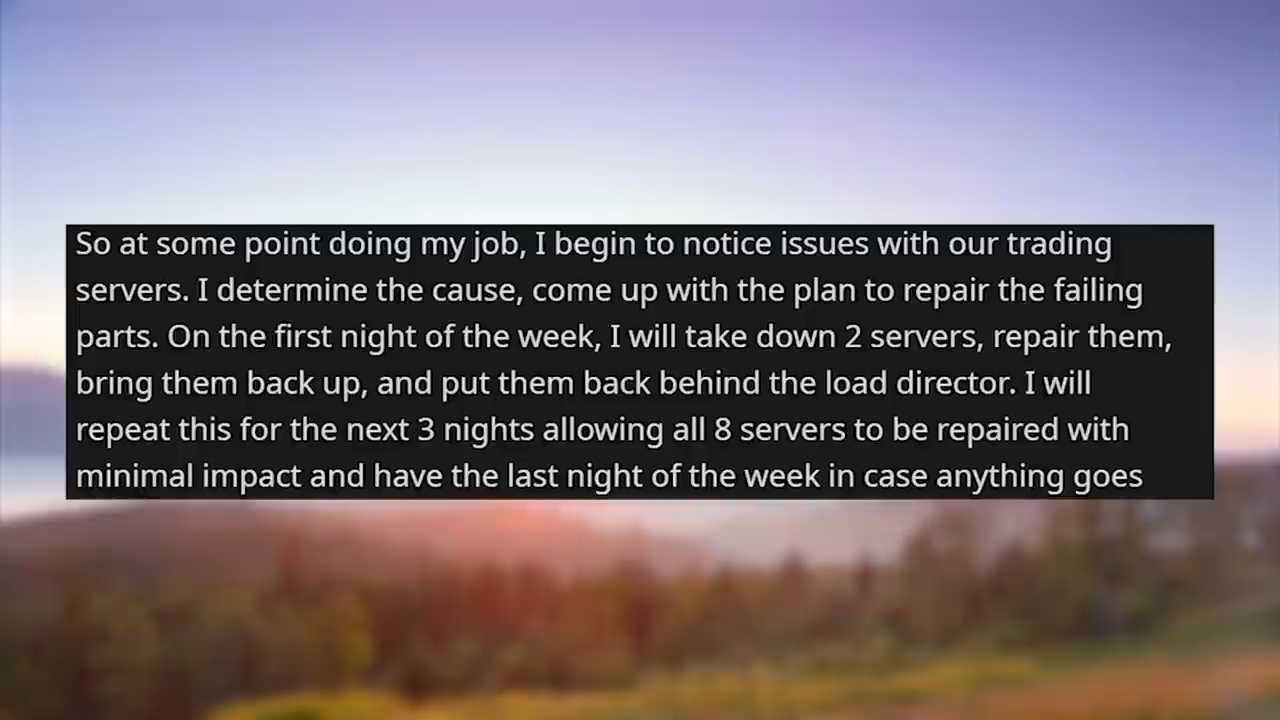 So at some point doing my job, I begin to notice issues with our trading
servers. I determine the cause, come up with the plan to repair the failing
parts. On the first night of the week, I will take down 2 servers, repair them,
bring them back up, and put them back behind the load director. I will
repeat this for the next 3 nights allowing all 8 servers to be repaired with
minimal impact and have the last night of the week in case anything goes